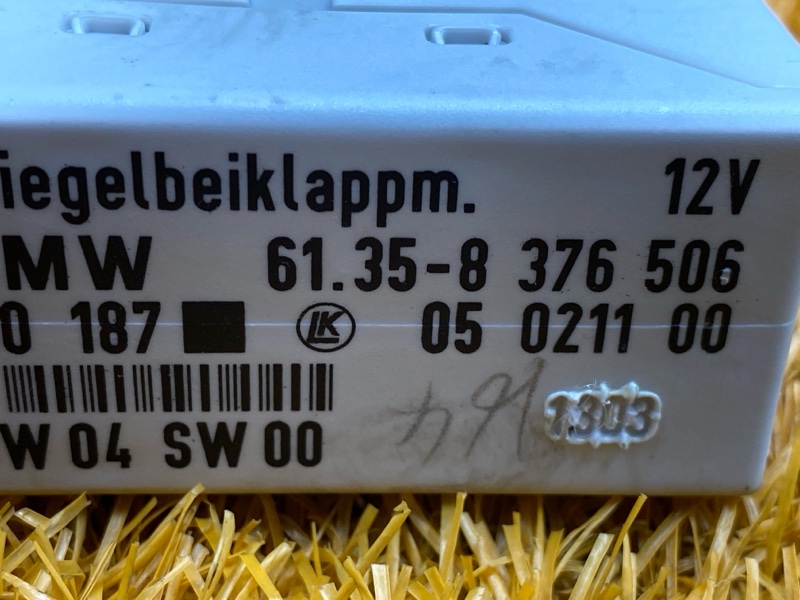 iegelbeiklappm. 12V
MW 61.35-8 376 506
0 187 LK 05 0211 00
W 04 SW 00
1303